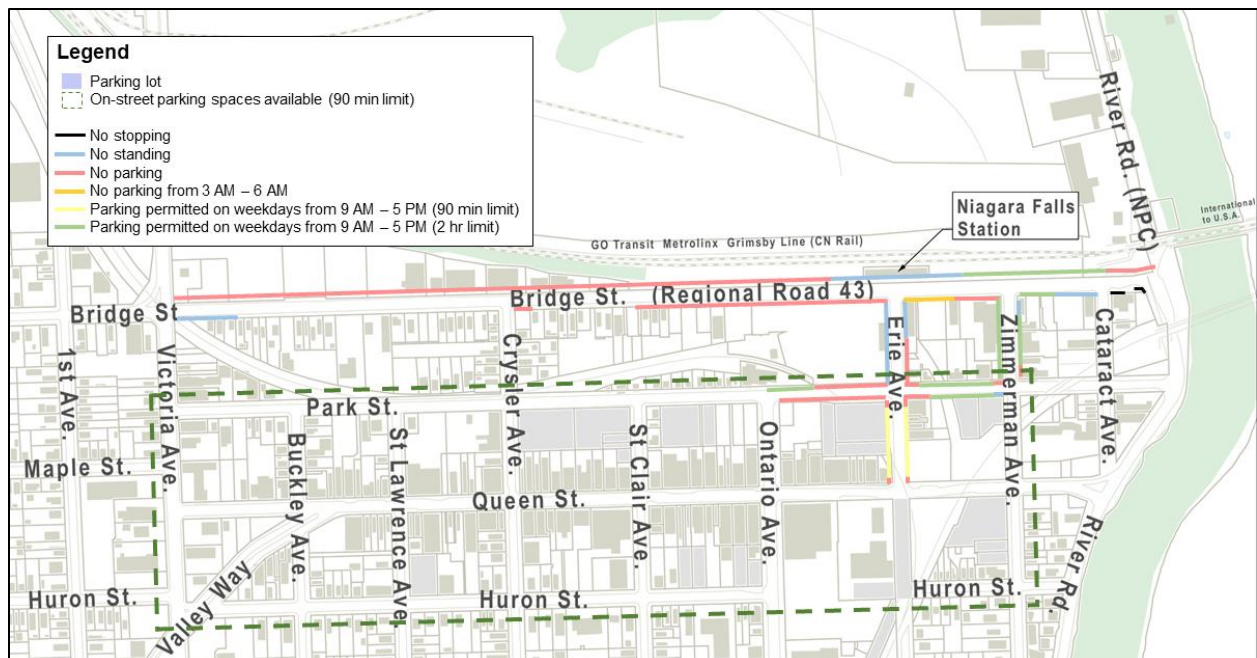 Legend
Parking lot
On-street parking spaces available (90 min limit)
No stopping
No standing
No parking
No parking from 3 AM – 6 AM
Parking permitted on weekdays from 9 AM – 5 PM (90 min limit)
Parking permitted on weekdays from 9 AM – 5 PM (2 hr limit)
River Rd. (NPC)
Niagara Falls
Station
International
to U.S.A.
GO Transit Metrolinx Grimsby Line (CN Rail)
Bridge St. (Regional Road 43)
Bridge St
1st Ave.
Victoria Ave.
Crysler Ave.
Erie Ave.
Zimmerman Ave.
Cataract Ave.
Park St.
Buckley Ave.
St Lawrence Ave.
St Clair Ave.
Ontario Ave.
Maple St.
Queen St.
River Rd.
Valley Way
Huron St.
Huron St.
Huron St.